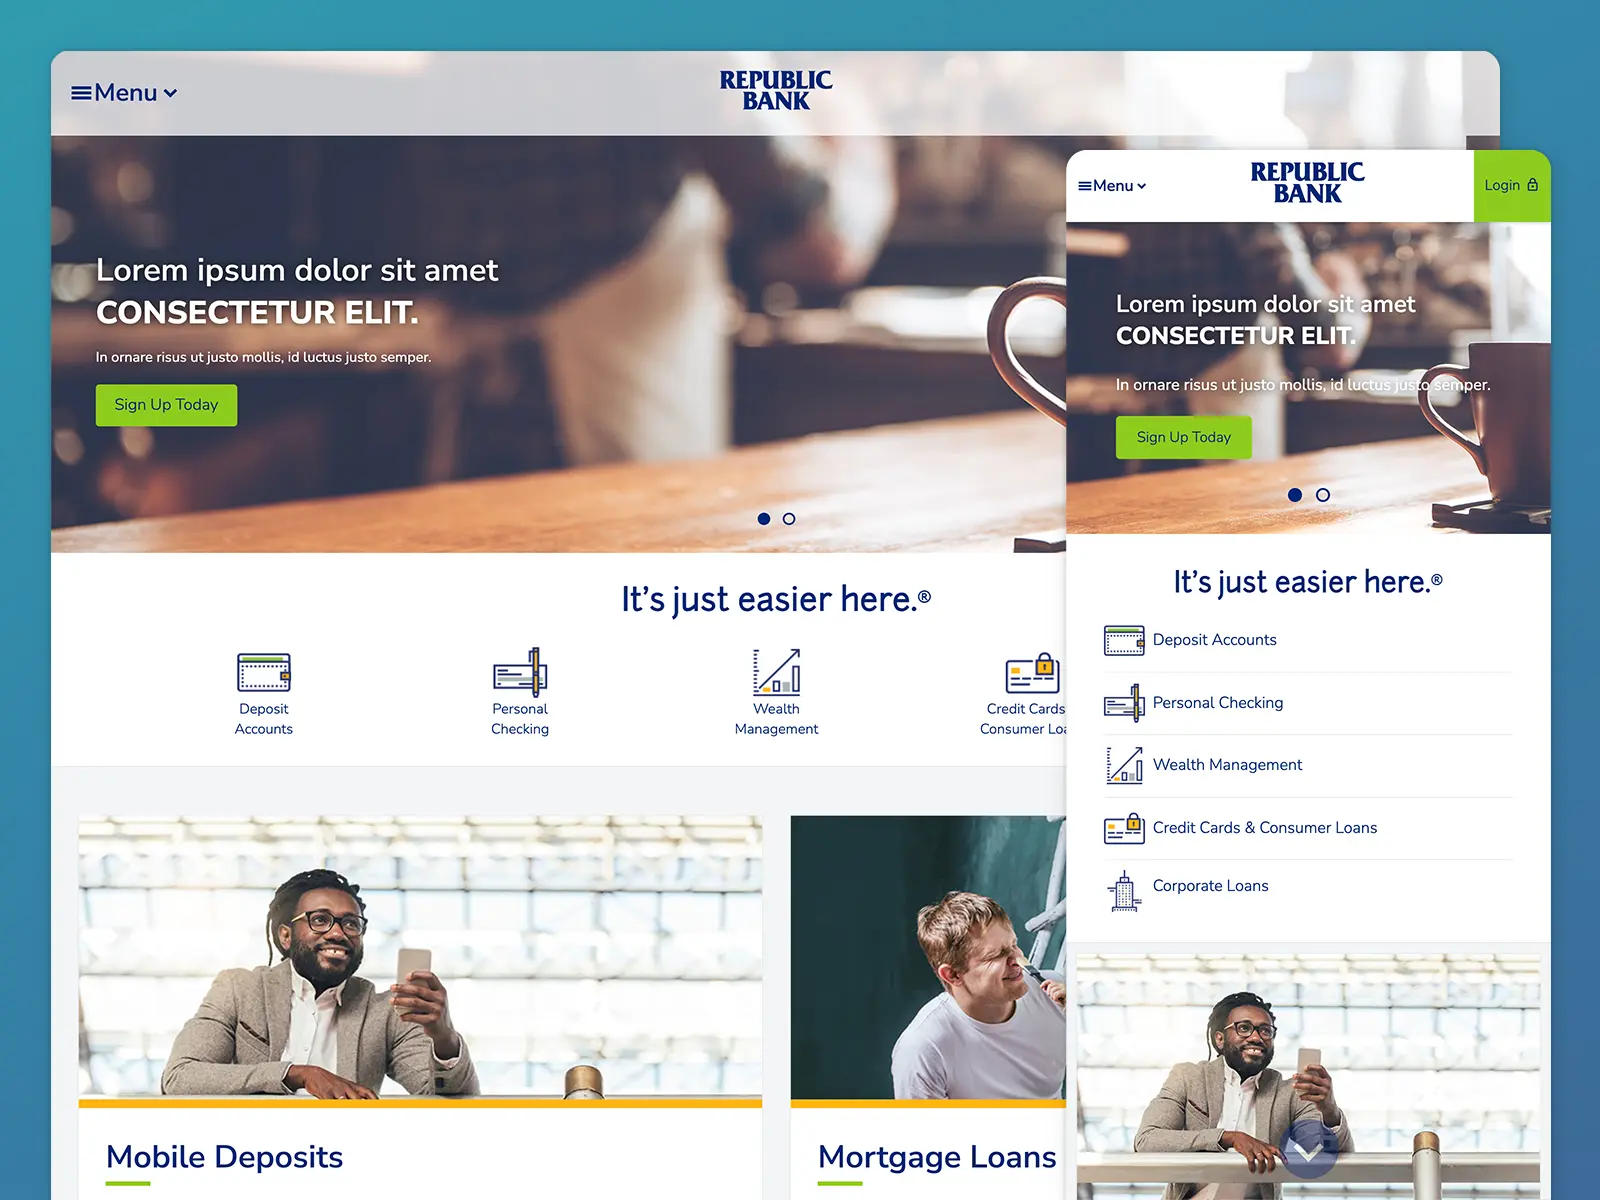 Menu
REPUBLIC
BANK
Lorem ipsum dolor sit amet
CONSECTETUR ELIT.
In ornare risus ut justo mollis, id luctus justo semper.
Sign Up Today
It's just easier here.®
Deposit
Accounts
Personal
Checking
Wealth
Management
Credit Cards
Consumer
Mobile Deposits
Mortgage Loans
Menu
REPUBLIC
BANK
Login
Lorem ipsum dolor sit amet
CONSECTETUR ELIT.
In ornare risus ut justo mollis, id luctus justo semper.
Sign Up Today
It's just easier here.®
Deposit Accounts
Personal Checking
Wealth Management
Credit Cards & Consumer Loans
Corporate Loans